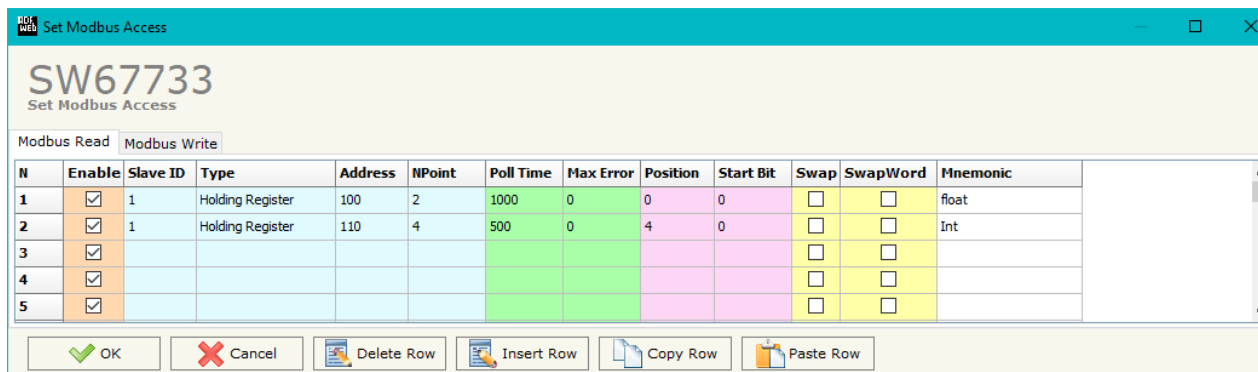 ADF
WEB Set Modbus Access
SW67733
Set Modbus Access
Modbus Read Modbus Write
N Enable Slave ID Type Address NPoint Poll Time Max Error Position Start Bit Swap SwapWord Mnemonic
1 1 Holding Register 100 2 1000 0 0 0 float
2 1 Holding Register 110 4 500 0 4 0 Int
3
4
5
OK Cancel Delete Row Insert Row Copy Row Paste Row